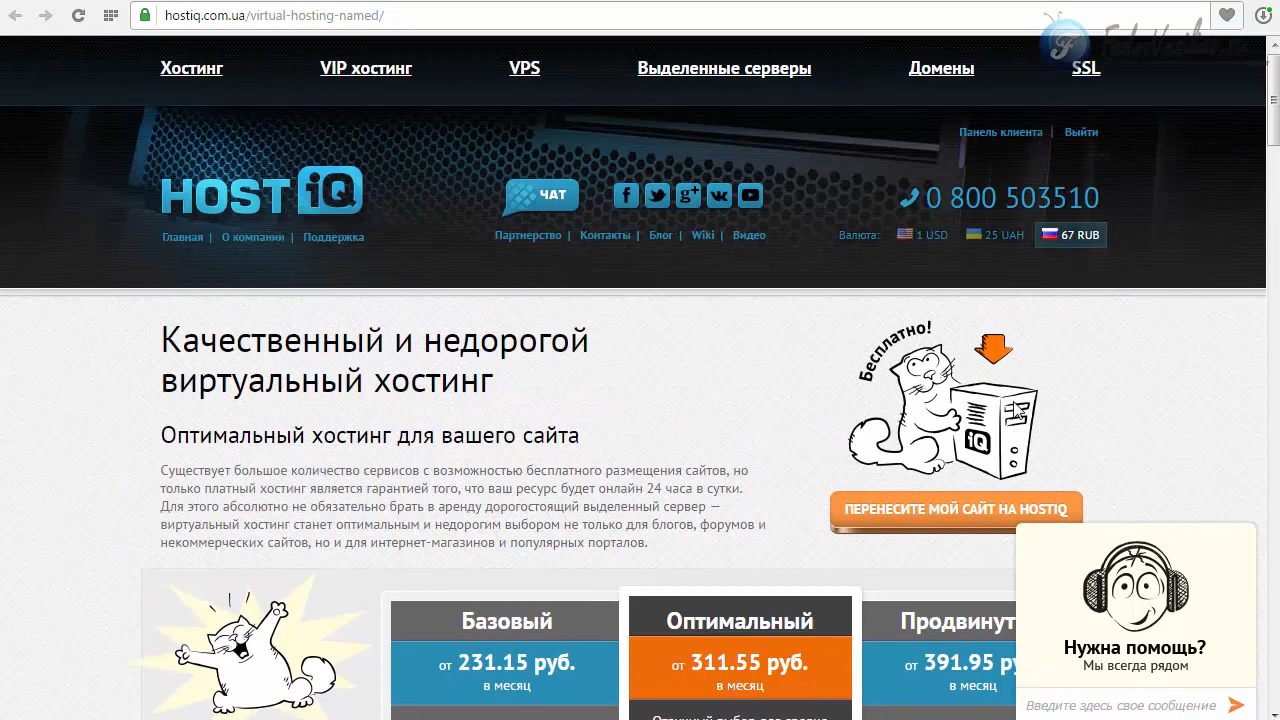 hostiq.com.ua/virtual-hosting-named/
Хостинг VIP хостинг VPS Выделенные серверы Домены SSL
Панель клиента | Выйти
HOST iQ
ЧАТ
0 800 503510
Главная | О компании | Поддержка
Партнерство | Контакты | Блог | Wiki | Видео
Валюта: 1 USD 25 UAH 67 RUB
Качественный и недорогой
виртуальный хостинг
Бесплатно!
iQ
Оптимальный хостинг для вашего сайта
Существует большое количество сервисов с возможностью бесплатного размещения сайтов, но
только платный хостинг является гарантией того, что ваш ресурс будет онлайн 24 часа в сутки.
Для этого абсолютно не обязательно брать в аренду дорогостоящий выделенный сервер —
виртуальный хостинг станет оптимальным и недорогим выбором не только для блогов, форумов и
некоммерческих сайтов, но и для интернет-магазинов и популярных порталов.
ПЕРЕНЕСИТЕ МОЙ САЙТ НА HOSTIQ
Базовый
от 231.15 руб.
в месяц
Оптимальный
от 311.55 руб.
в месяц
Продвинут
от 391.95 ру
в месяц
Нужна помощь?
Мы всегда рядом
Введите здесь свое сообщение